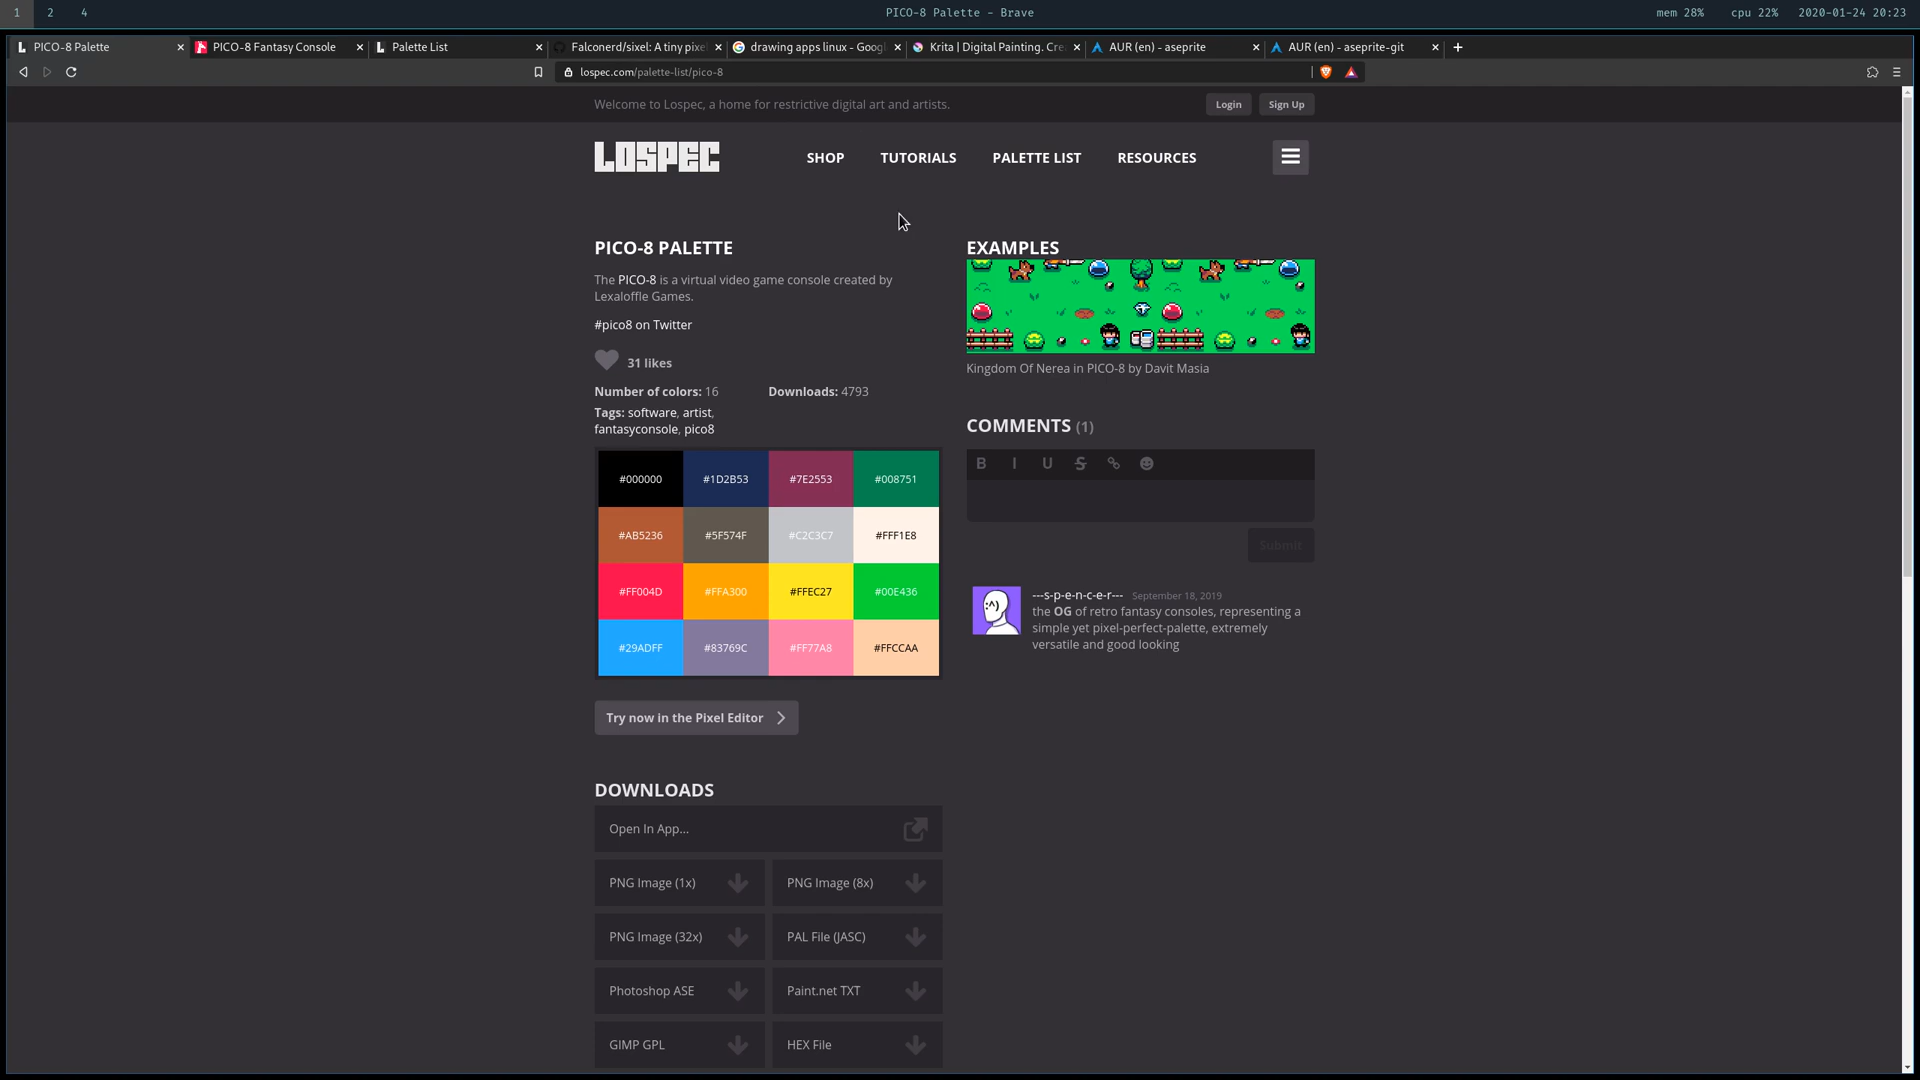 1 2 4 PICO-8 Palette - Brave mem 28% cpu 22% 2020-01-24 20:23
PICO-8 Palette PICO-8 Fantasy Console Palette List Falconerd/sixel: A tiny pixel drawing apps linux - Goog Krita | Digital Painting. Cre AUR (en) - aseprite AUR (en) - aseprite-git
lospec.com/palette-list/pico-8
Welcome to Lospec, a home for restrictive digital art and artists. Login Sign Up
LOSPEC SHOP TUTORIALS PALETTE LIST RESOURCES
PICO-8 PALETTE
The PICO-8 is a virtual video game console created by
Lexaloffle Games.
#pico8 on Twitter
31 likes
Number of colors: 16 Downloads: 4793
Tags: software, artist,
fantasyconsole, pico8
#000000 #1D2B53 #7E2553 #008751
#AB5236 #5F574F #C2C3C7 #FFF1E8
#FF004D #FFA300 #FFEC27 #00E436
#29ADFF #83769C #FF77A8 #FFCCAA
Try now in the Pixel Editor
DOWNLOADS
Open In App...
PNG Image (1x) PNG Image (8x)
PNG Image (32x) PAL File (JASC)
Photoshop ASE Paint.net TXT
GIMP GPL HEX File
EXAMPLES
Kingdom Of Nerea in PICO-8 by Davit Masia
COMMENTS (1)
B I U S
Submit
---s-p-e-n-c-e-r--- September 18, 2019
the OG of retro fantasy consoles, representing a
simple yet pixel-perfect-palette, extremely
versatile and good looking